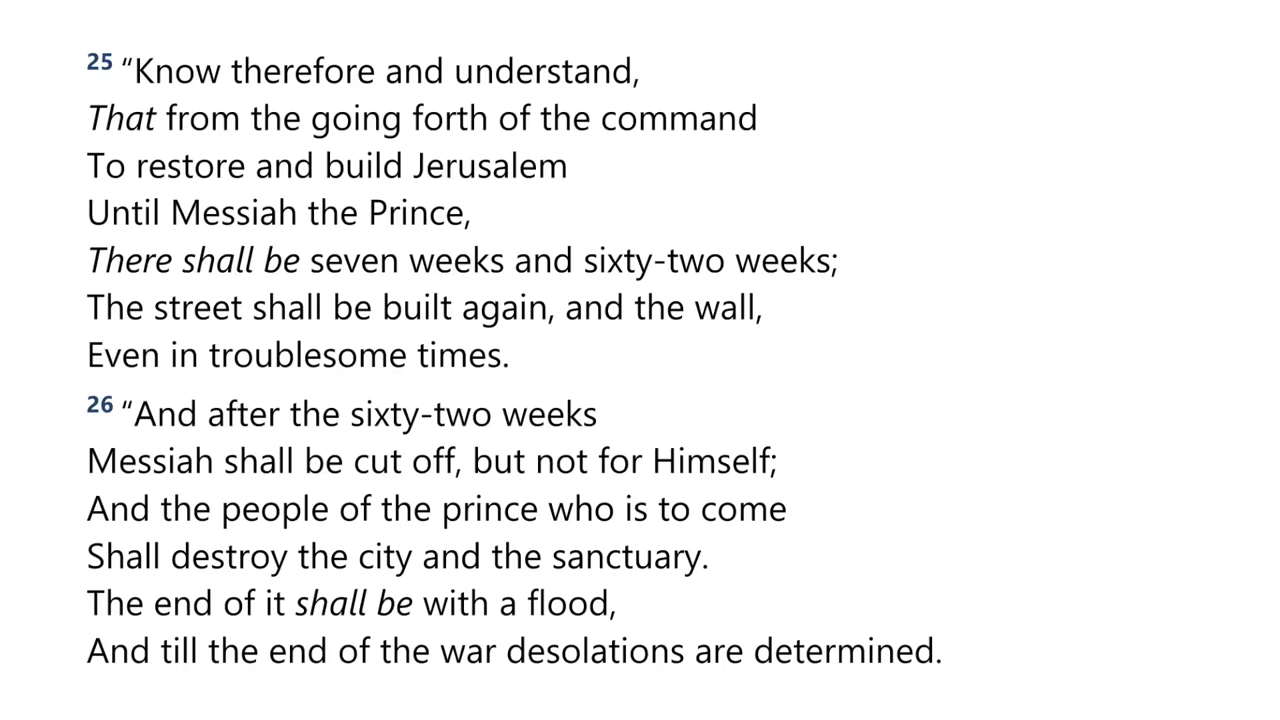 25 “Know therefore and understand,
That from the going forth of the command
To restore and build Jerusalem
Until Messiah the Prince,
There shall be seven weeks and sixty-two weeks;
The street shall be built again, and the wall,
Even in troublesome times.
26 “And after the sixty-two weeks
Messiah shall be cut off, but not for Himself;
And the people of the prince who is to come
Shall destroy the city and the sanctuary.
The end of it shall be with a flood,
And till the end of the war desolations are determined.